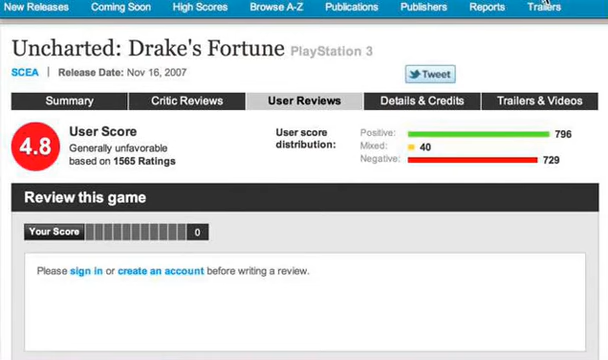 New Releases Coming Soon High Scores Browse A-Z Publications Publishers Reports Trailers
Uncharted: Drake's Fortune PlayStation 3
SCEA | Release Date: Nov 16, 2007
Tweet
Summary Critic Reviews User Reviews Details & Credits Trailers & Videos
4.8
User Score
Generally unfavorable
based on 1565 Ratings
User score
distribution:
Positive: 796
Mixed: 40
Negative: 729
Review this game
Your Score 0
Please sign in or create an account before writing a review.